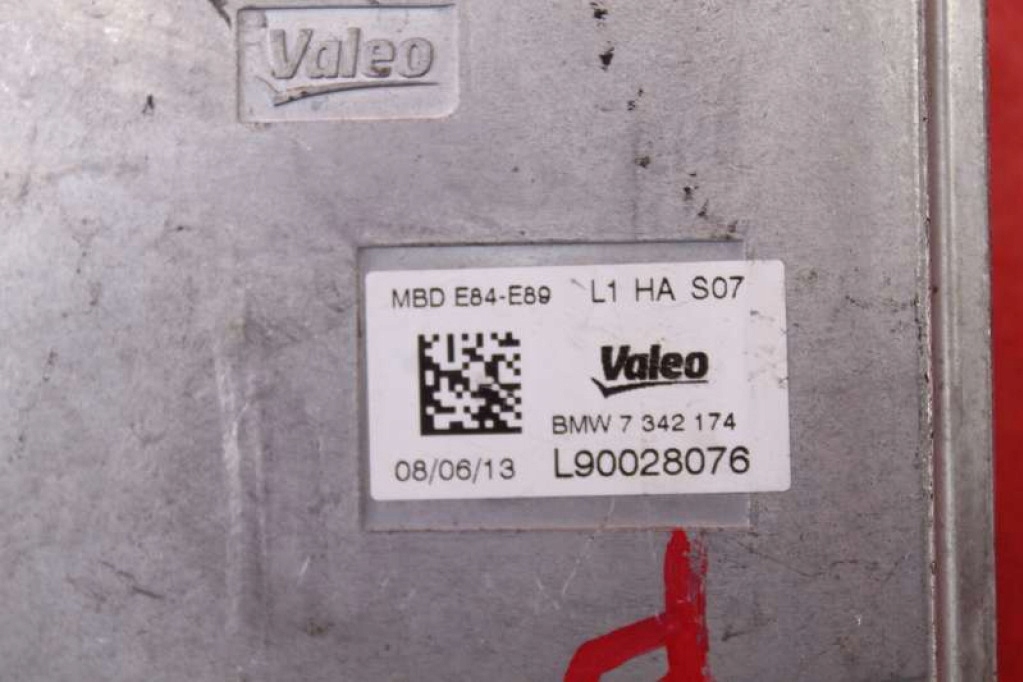 Valeo
MBD E84-E89 L1 HA S07
Valeo
BMW 7 342 174
08/06/13 L90028076